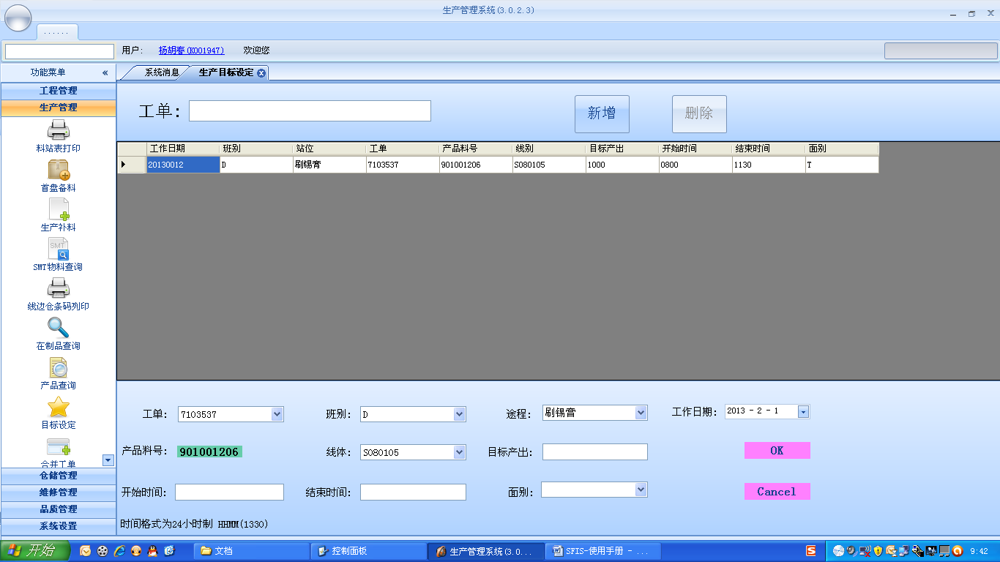 生产管理系统(3.0.2.3)
......
用户: 杨胡春(K001947) 欢迎您
功能菜单 «
系统消息 生产目标设定
工程管理
生产管理
料站表打印
首盘备料
生产补料
SMT
SMT物料查询
线边仓条码列印
在制品查询
产品查询
目标设定
合并工单
仓储管理
维修管理
品质管理
系统设置
工单: 新增 删除
工作日期 班别 站位 工单 产品料号 线别 目标产出 开始时间 结束时间 面别
20130012 D 刷锡膏 7103537 901001206 S080105 1000 0800 1130 T
工单: 7103537 班别: D 途程: 刷锡膏 工作日期: 2013 - 2 - 1
产品料号: 901001206 线体: S080105 目标产出: OK
开始时间: 结束时间: 面别: Cancel
时间格式为24小时制 HHMM(1330)
开始 文档 控制面板 生产管理系统(3.0... SFIS-使用手册 - ... S 9:42